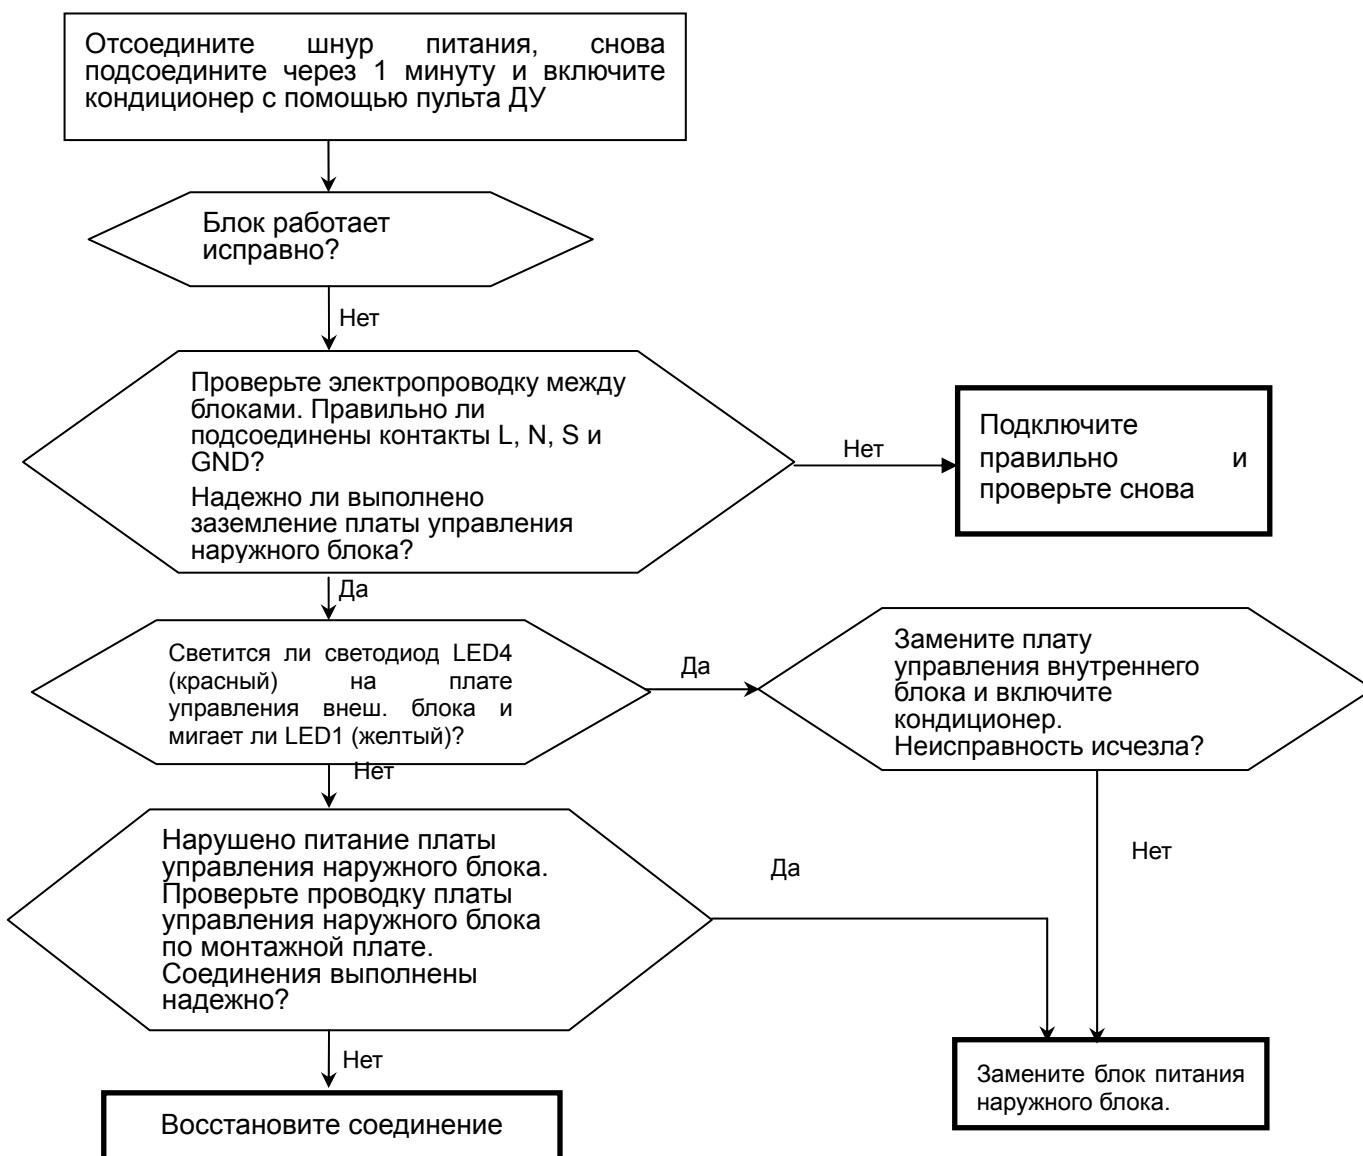 Отсоедините шнур питания, снова
подсоедините через 1 минуту и включите
кондиционер с помощью пульта ДУ
Блок работает
исправно?
Нет
Проверьте электропроводку между
блоками. Правильно ли
подсоединены контакты L, N, S и
GND?
Надежно ли выполнено
заземление платы управления
наружного блока?
Нет
Подключите
правильно и
проверьте снова
Да
Светится ли светодиод LED4
(красный) на плате
управления внеш. блока и
мигает ли LED1 (желтый)?
Да
Замените плату
управления внутреннего
блока и включите
кондиционер.
Неисправность исчезла?
Нет
Нарушено питание платы
управления наружного блока.
Проверьте проводку платы
управления наружного блока
по монтажной плате.
Соединения выполнены
надежно?
Да
Нет
Нет
Замените блок питания
наружного блока.
Восстановите соединение